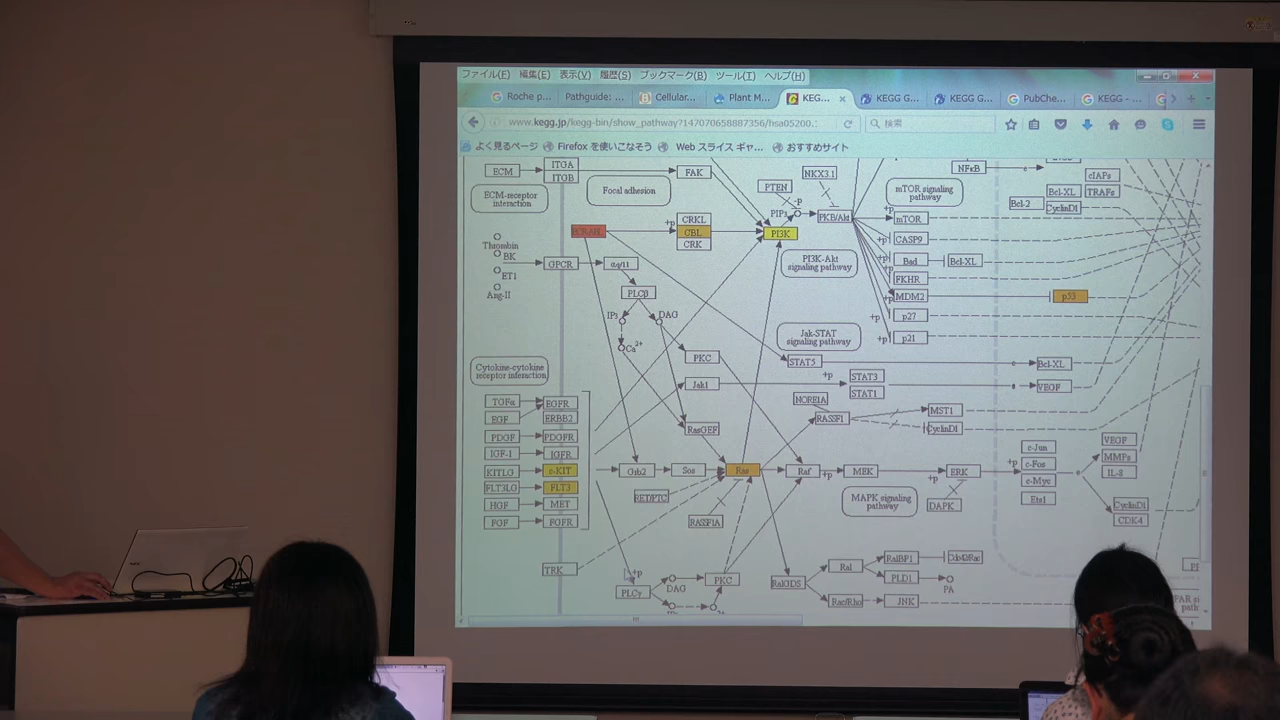 ファイル(F) 編集(E) 表示(V) 履歴(S) ブックマーク(B) ツール(T) ヘルプ(H)
Roche p... Pathguide: ... Cellular... Plant M... KEG... KEGG G... KEGG G... PubChe... KEGG - ...
www.kegg.jp/kegg-bin/show_pathway?147070658887356/hsa05200. 検索
よく見るページ Firefox を使いこなそう Web スライス ギャ... おすすめサイト
ECM ITGA FAK NKX3.1 NFκB cIAPs
ITGB Bcl-XL TRAFs
ECM-receptor interaction Focal adhesion PTEN mTOR signaling pathway Bcl-2 CyclinD1
CRKL PIP3 +p PKB/Akt mTOR
BCR-ABL +p CBL PI3K
CRK +p CASP9
Thrombin
BK GPCR PI3K-Akt signaling pathway +p Bad Bcl-XL
ET1 +p FKHR
Ang-II PLCβ +p MDM2 p53
IP3 DAG +p p27
Ca2+ Jak-STAT signaling pathway +p p21
PKC STAT5 Bcl-XL
Cytokine-cytokine receptor interaction Jak1 +p STAT3 VEGF
STAT1
TGFα EGFR NORE1A MST1
EGF ERBB2 RASSF1 CyclinD1
PDGF PDGFR RasGEF
IGF-1 IGFR c-Jun VEGF
KITLG c-KIT Grb2 Sos Ras Raf +p MEK +p ERK +p c-Fos MMPs
FLT3LG FLT3 RET/PTC MAPK signaling pathway c-Myc IL-8
HGF MET DAPK Ets1 CyclinD1
FGF FGFR RASSF1A CDK4
TRK +p Ral RalBP1 Cdc42/Rac
PLCγ DAG PKC RalGDS PLD1 PA
Rac/Rho JNK